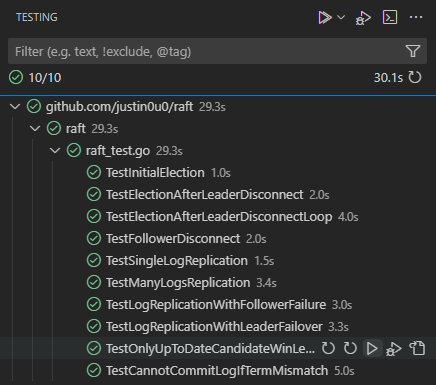 TESTING
Filter (e.g. text, !exclude, @tag)
10/10 30.1s
github.com/justin0u0/raft 29.3s
raft 29.3s
raft_test.go 29.3s
TestInitialElection 1.0s
TestElectionAfterLeaderDisconnect 2.0s
TestElectionAfterLeaderDisconnectLoop 4.0s
TestFollowerDisconnect 2.0s
TestSingleLogReplication 1.5s
TestManyLogsReplication 3.4s
TestLogReplicationWithFollowerFailure 3.0s
TestLogReplicationWithLeaderFailover 3.3s
TestOnlyUpToDateCandidateWinLe...
TestCannotCommitLogIfTermMismatch 5.0s